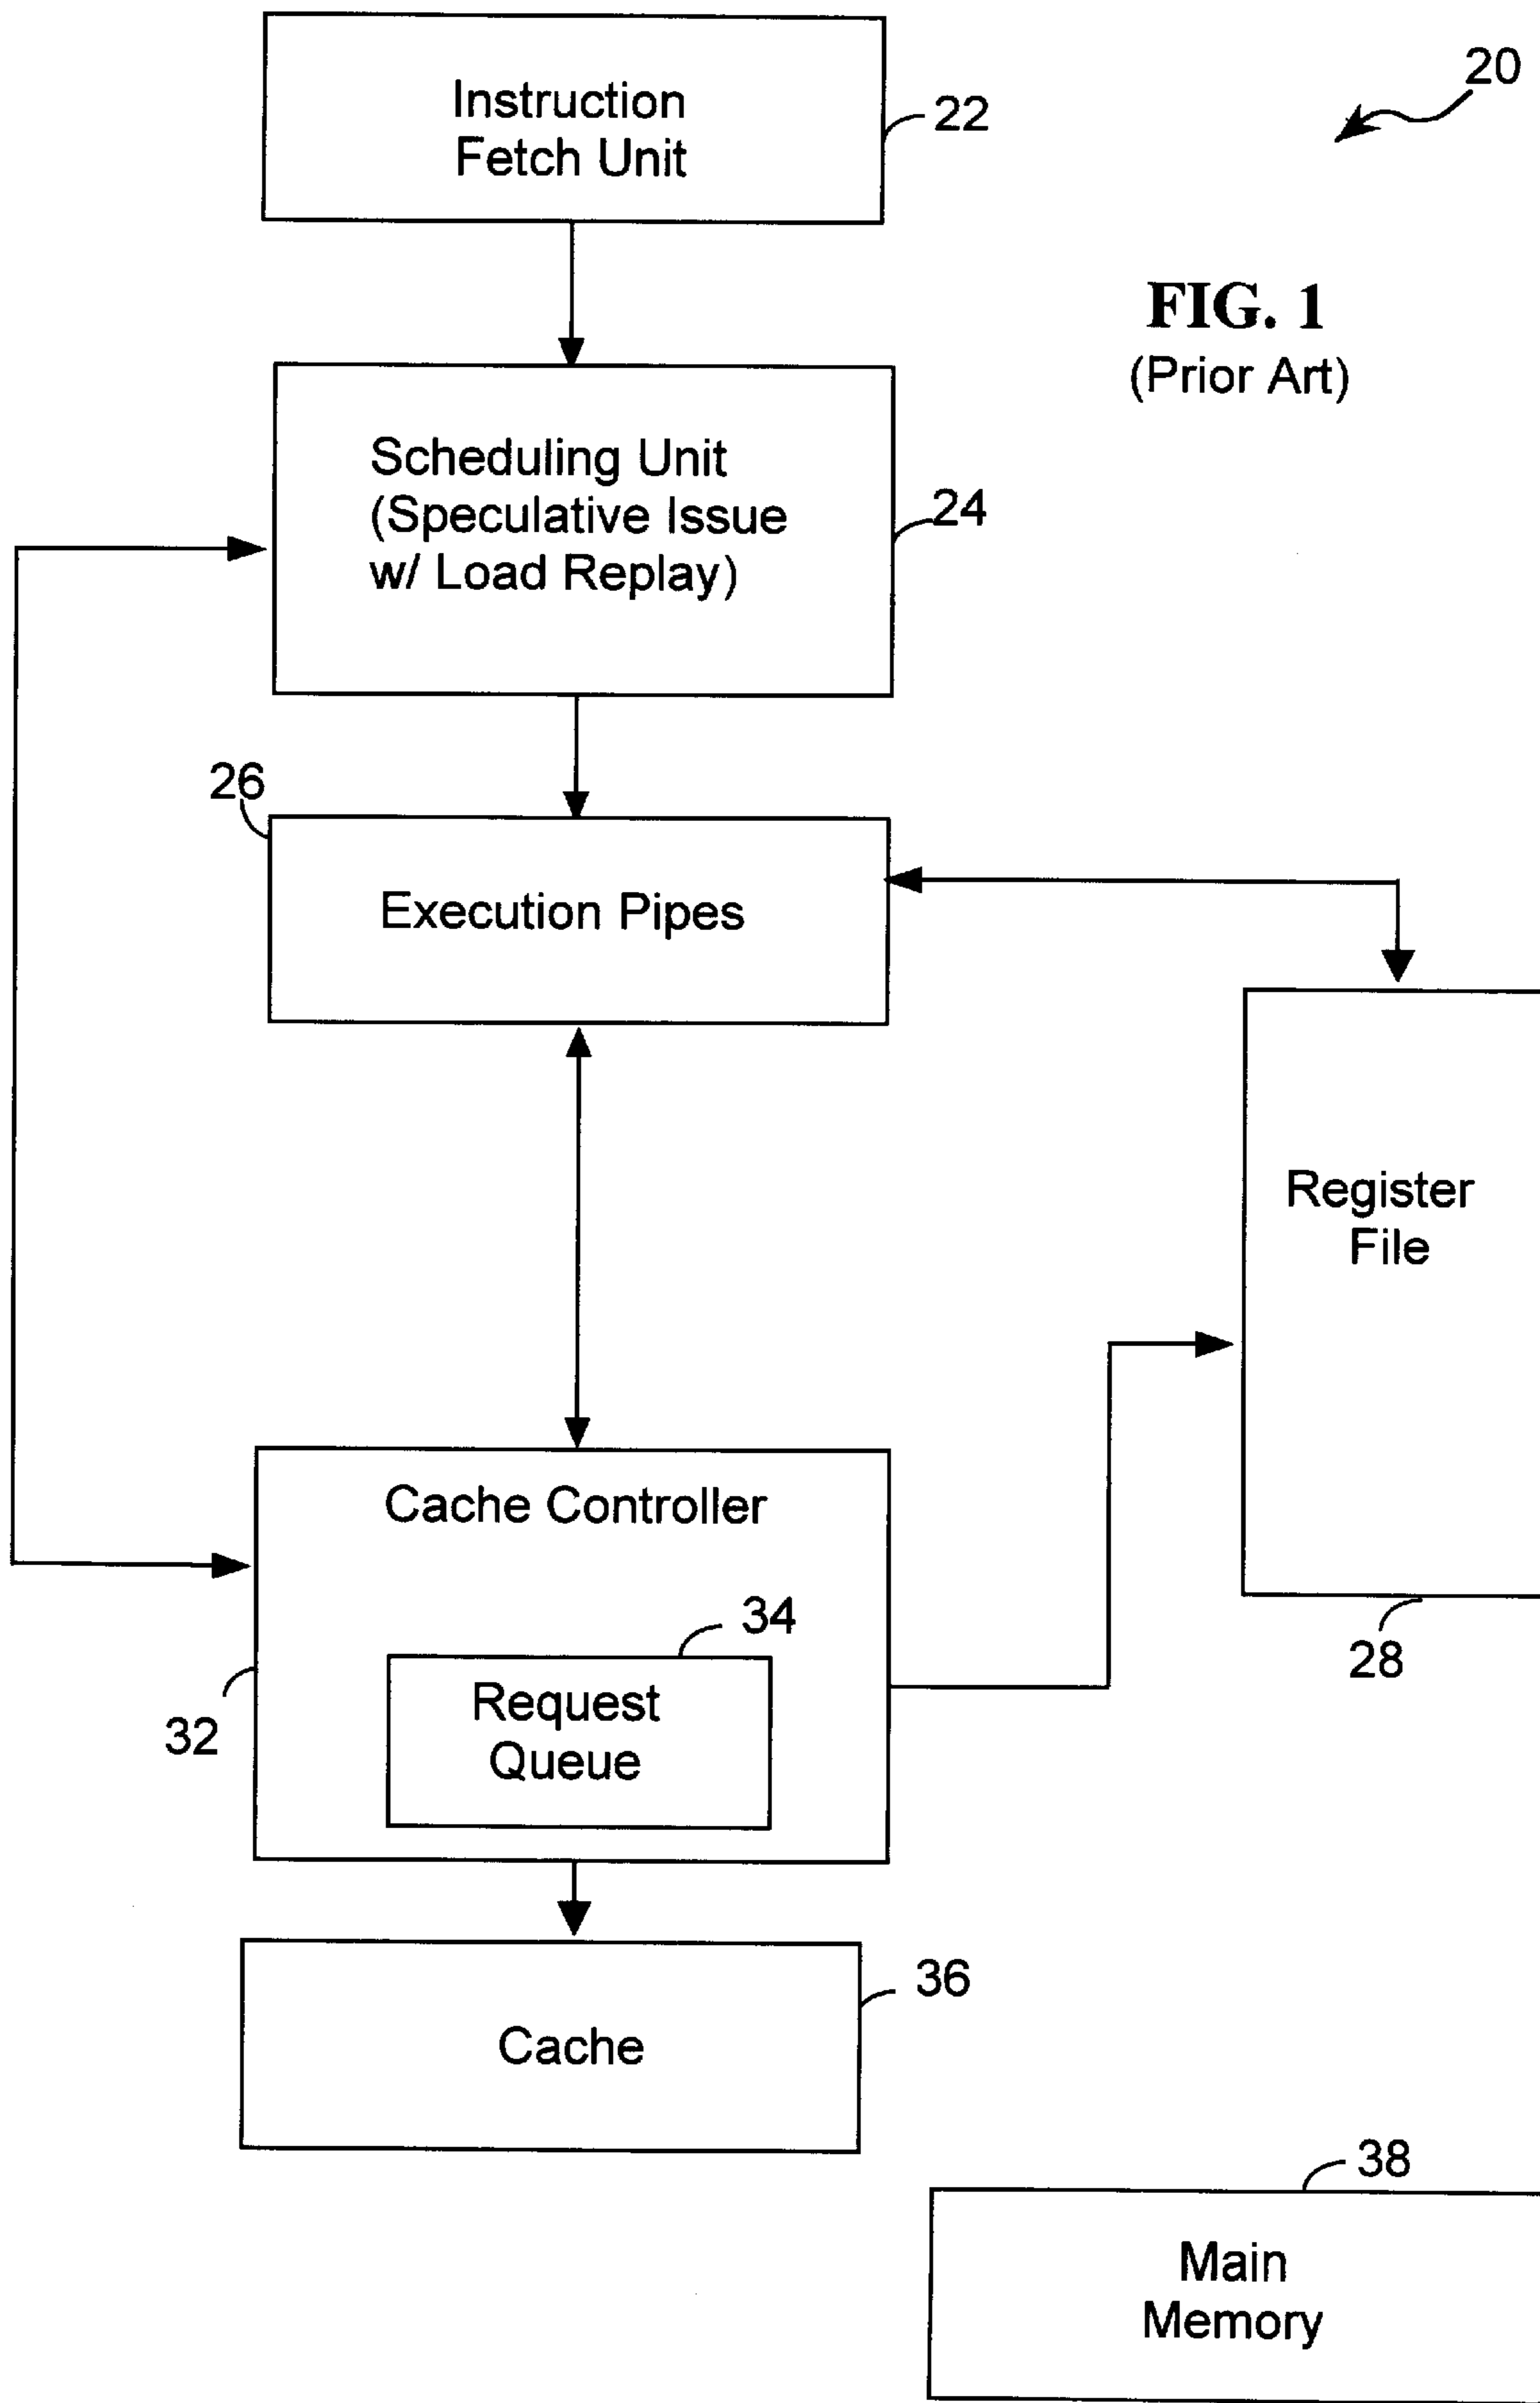 Instruction
Fetch Unit
22
20
FIG. 1
(Prior Art)
Scheduling Unit
(Speculative Issue
w/ Load Replay)
24
26
Execution Pipes
Register
File
28
Cache Controller
34
Request
Queue
32
36
Cache
38
Main
Memory